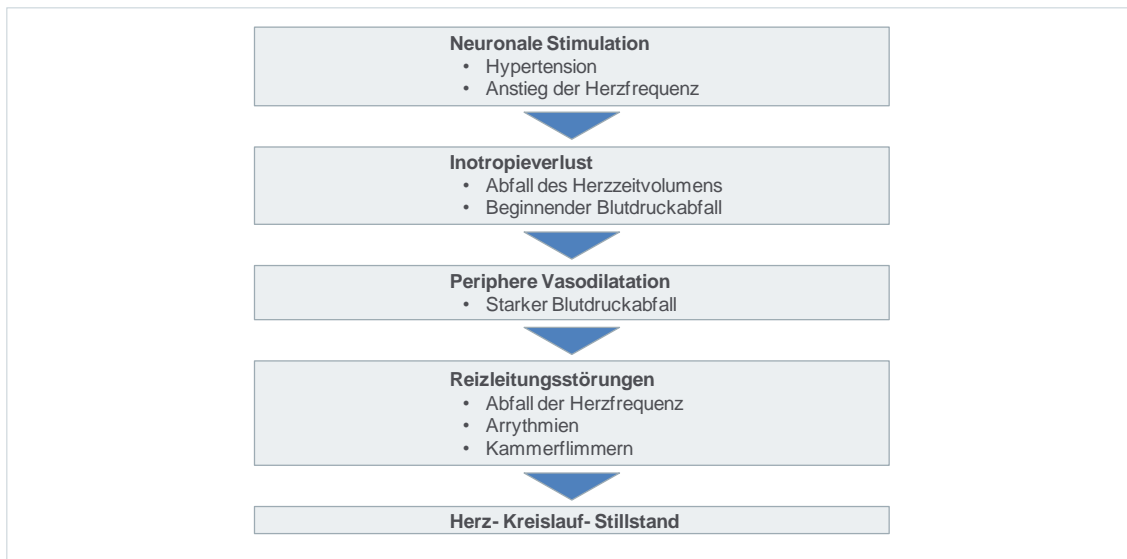 Neuronale Stimulation
• Hypertension
• Anstieg der Herzfrequenz
Inotropieverlust
• Abfall des Herzzeitvolumens
• Beginnender Blutdruckabfall
Periphere Vasodilatation
• Starker Blutdruckabfall
Reizleitungsstörungen
• Abfall der Herzfrequenz
• Arrythmien
• Kammerflimmern
Herz- Kreislauf- Stillstand